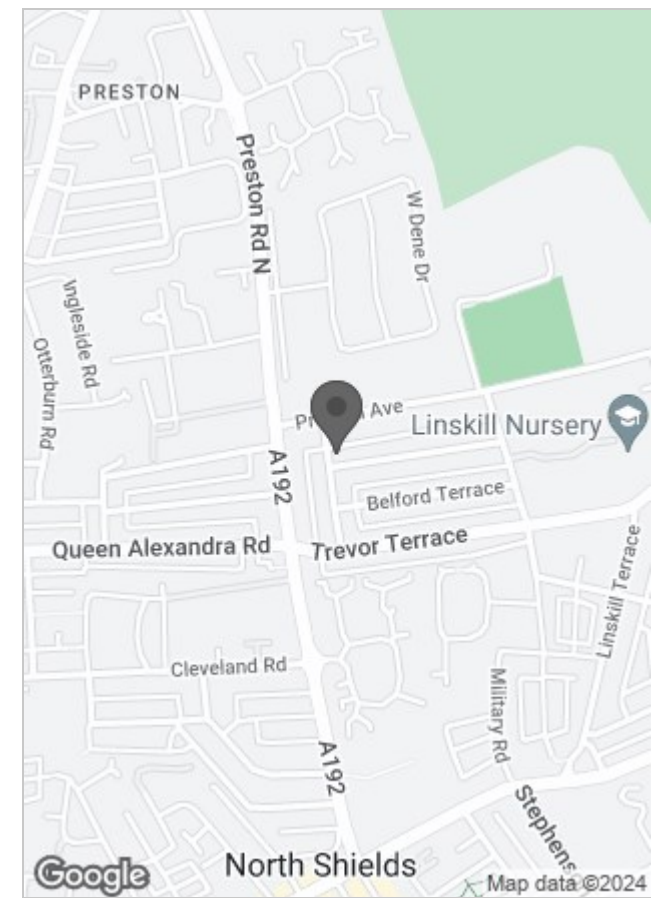 PRESTON
Preston Rd N
W Dene Dr
Ingleside Rd
Otterburn Rd
Ave
Linskill Nursery
A192
Belford Terrace
Queen Alexandra Rd
Trevor Terrace
Linskill Terrace
Cleveland Rd
Military Rd
A192
North Shields
Google
Map data ©2024